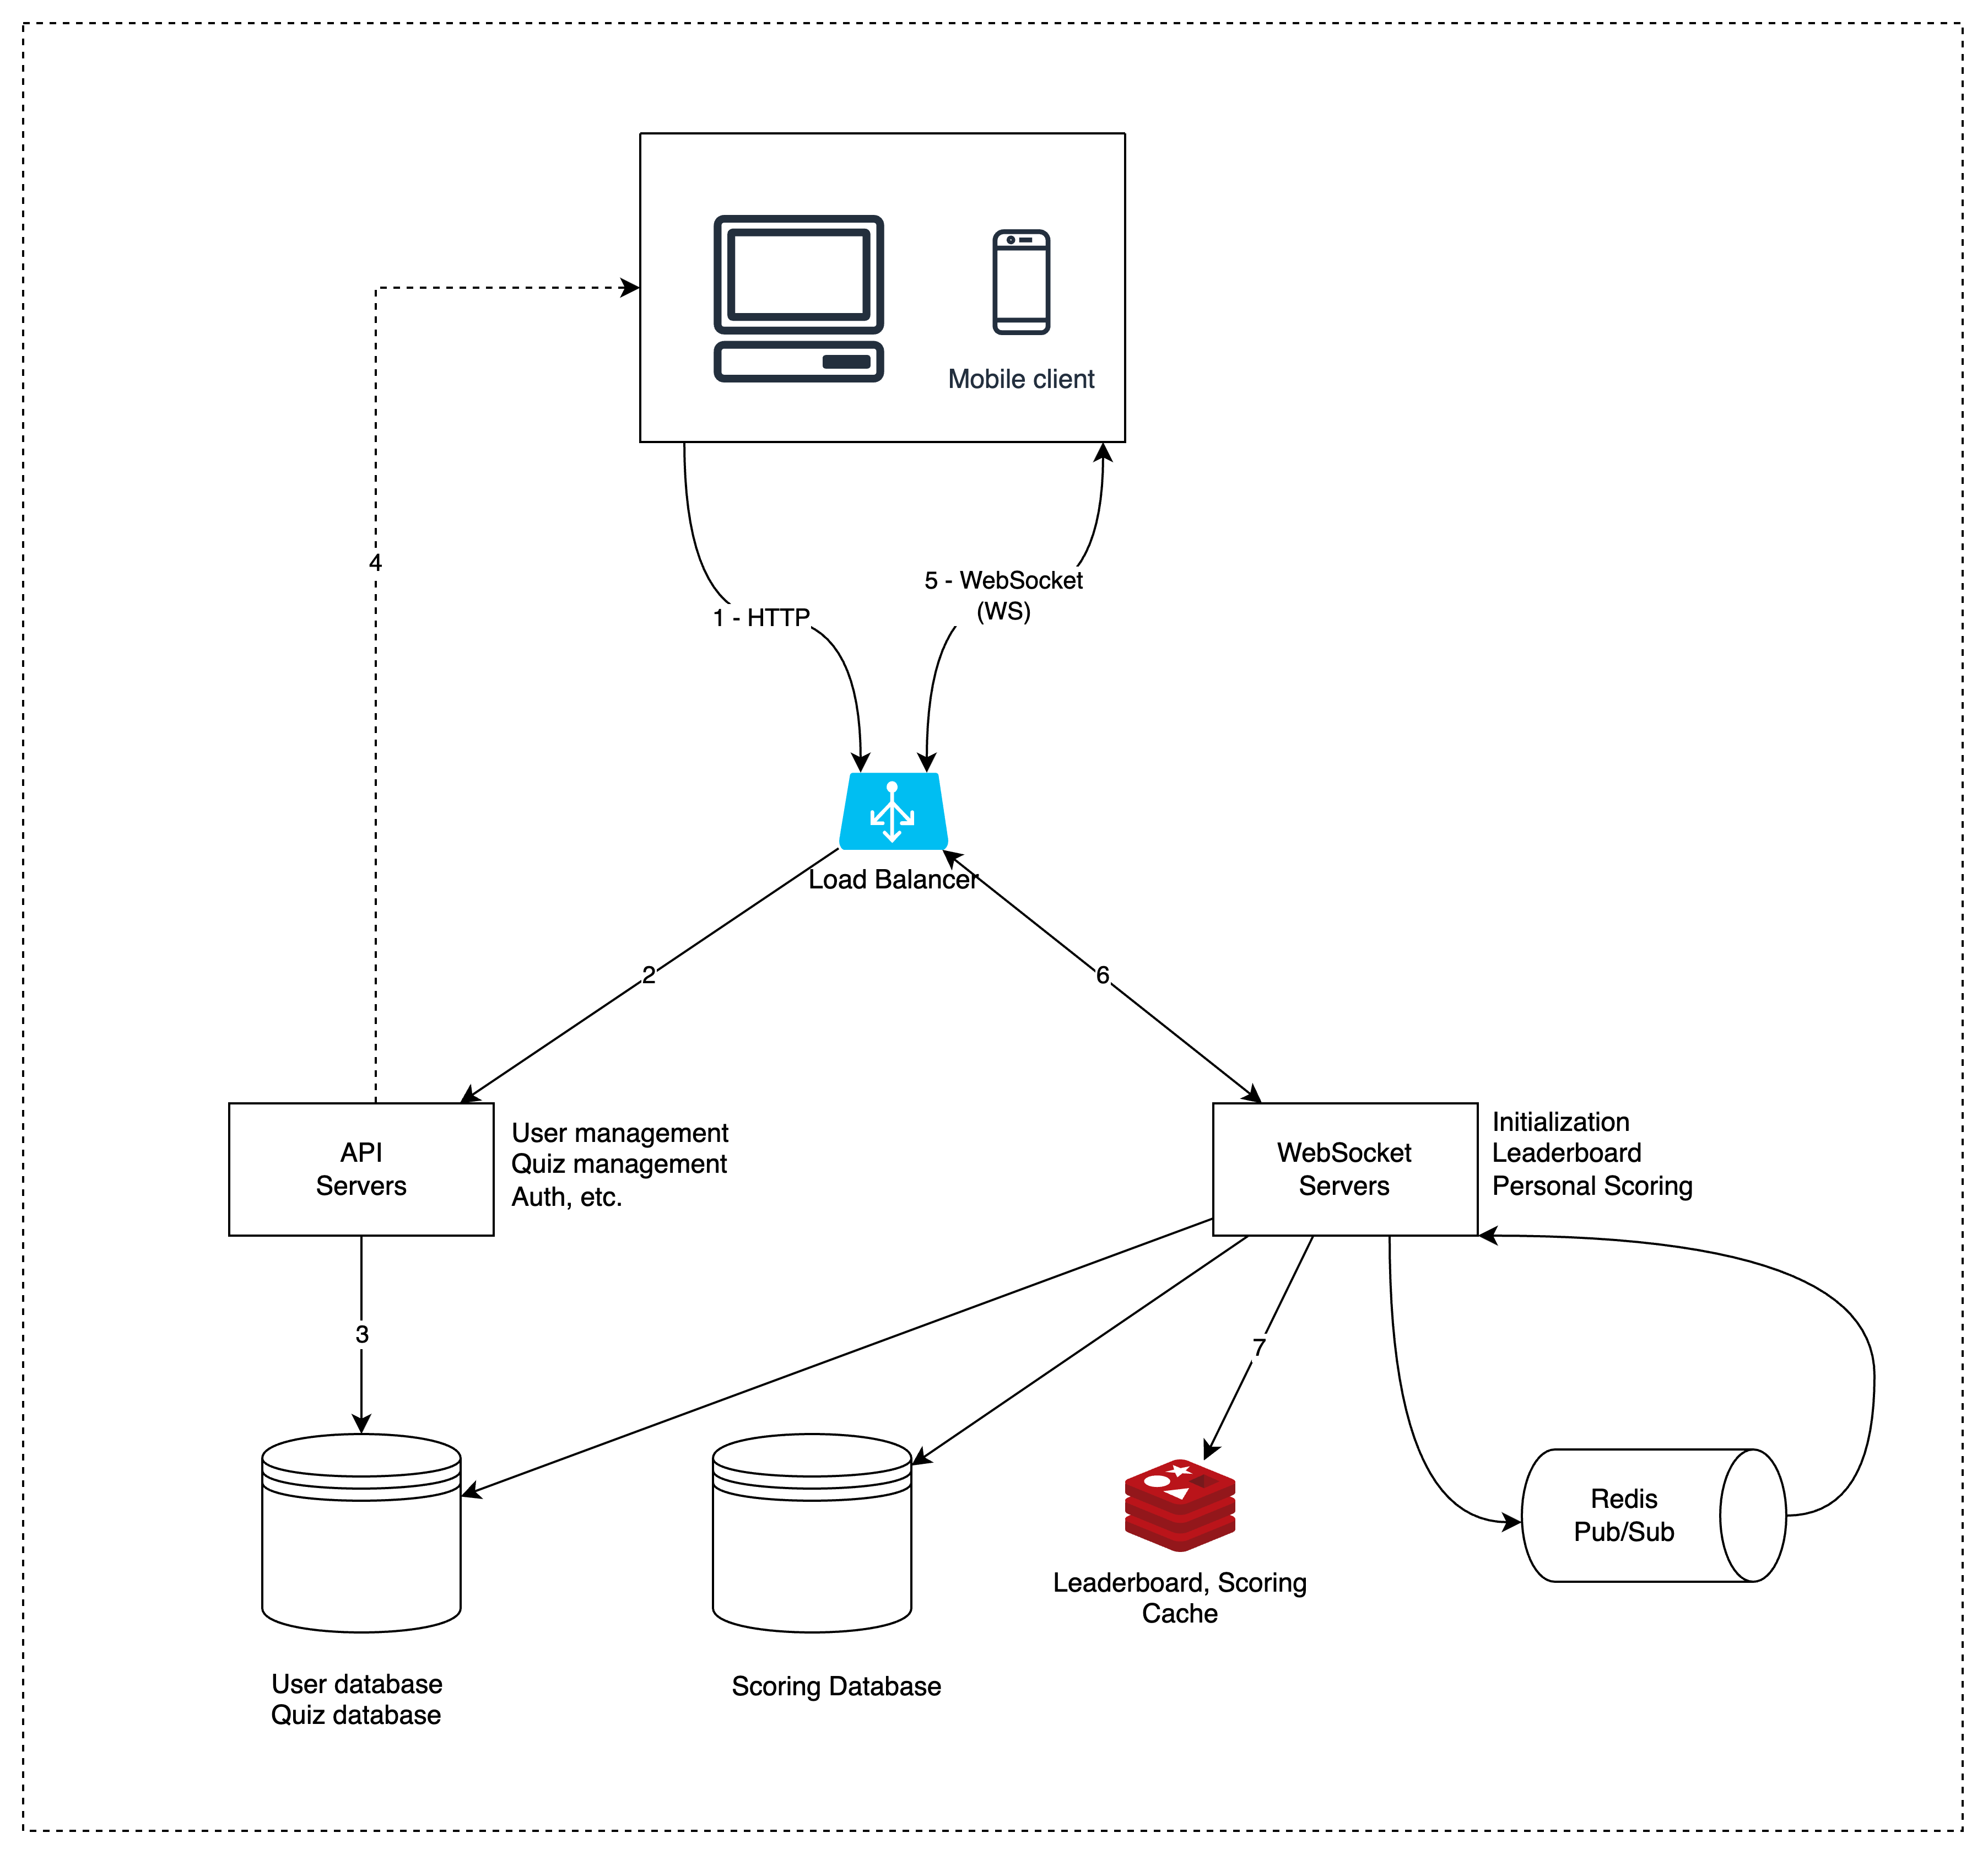 Mobile client
4
5 - WebSocket
(WS)
1 - HTTP
Load Balancer
2
6
API
Servers
User management
Quiz management
Auth, etc.
WebSocket
Servers
Initialization
Leaderboard
Personal Scoring
3
7
Redis
Pub/Sub
Leaderboard, Scoring
Cache
User database
Quiz database
Scoring Database